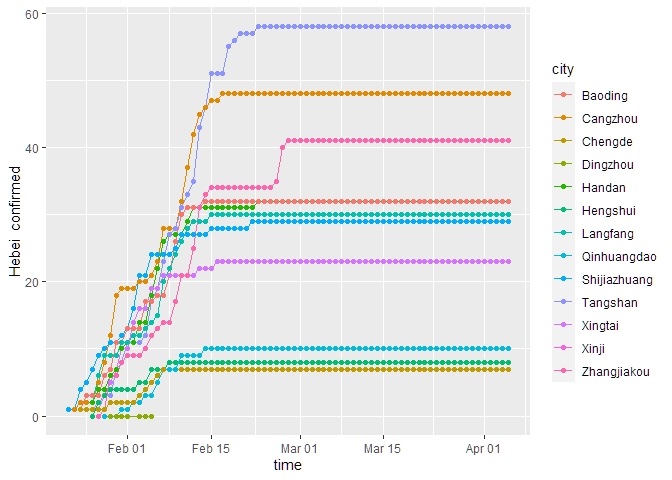 60
40
20
0
Hebei confirmed
Feb 01
Feb 15
Mar 01
Mar 15
Apr 01
time
city
Baoding
Cangzhou
Chengde
Dingzhou
Handan
Hengshui
Langfang
Qinhuangdao
Shijiazhuang
Tangshan
Xingtai
Xinji
Zhangjiakou